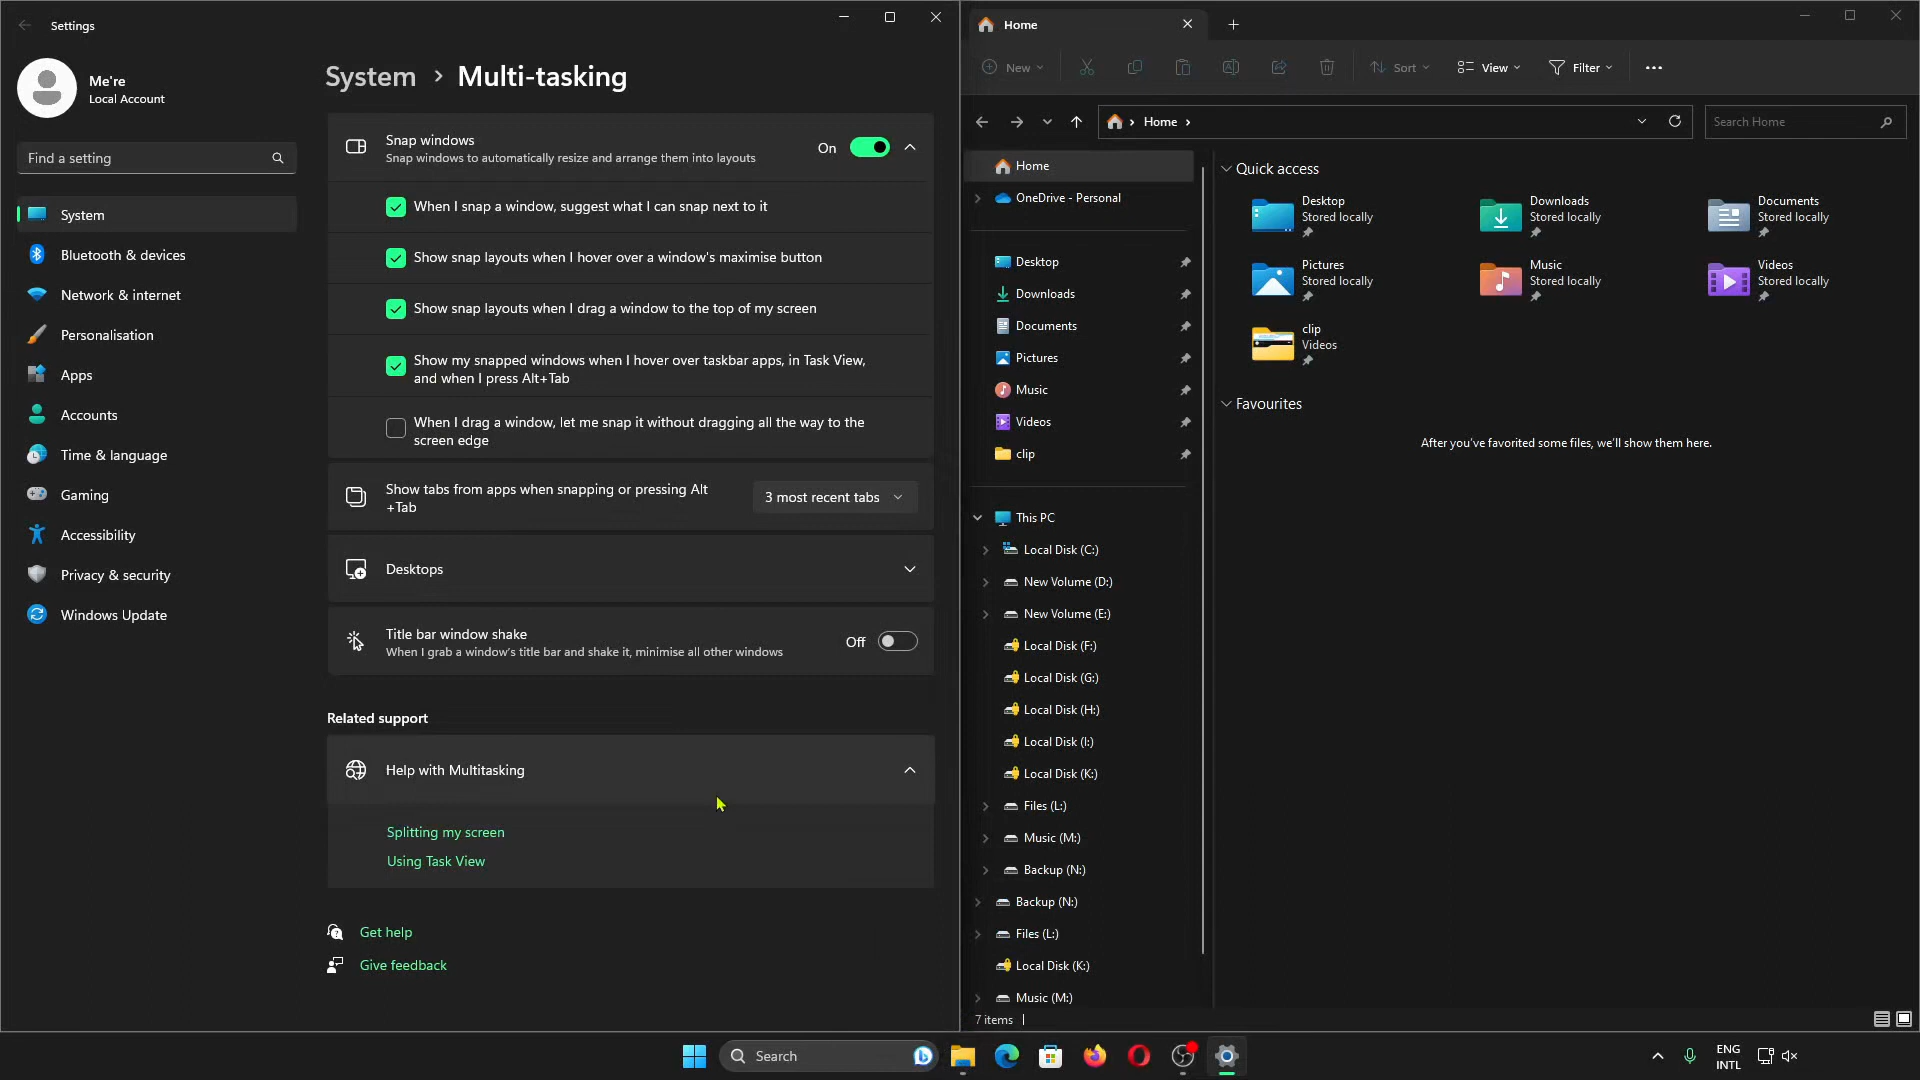 Settings
Me're
Local Account
Find a setting
System
Bluetooth & devices
Network & internet
Personalisation
Apps
Accounts
Time & language
Gaming
Accessibility
Privacy & security
Windows Update
System › Multi-tasking
Snap windows
Snap windows to automatically resize and arrange them into layouts
On
When I snap a window, suggest what I can snap next to it
Show snap layouts when I hover over a window's maximise button
Show snap layouts when I drag a window to the top of my screen
Show my snapped windows when I hover over taskbar apps, in Task View,
and when I press Alt+Tab
When I drag a window, let me snap it without dragging all the way to the
screen edge
Show tabs from apps when snapping or pressing Alt
+Tab
3 most recent tabs
Desktops
Title bar window shake
When I grab a window's title bar and shake it, minimise all other windows
Off
Related support
Help with Multitasking
Splitting my screen
Using Task View
Get help
Give feedback
Home
New
Sort
View
Filter
Home
Search Home
Home
OneDrive - Personal
Desktop
Downloads
Documents
Pictures
Music
Videos
clip
This PC
Local Disk (C:)
New Volume (D:)
New Volume (E:)
Local Disk (F:)
Local Disk (G:)
Local Disk (H:)
Local Disk (I:)
Local Disk (K:)
Files (L:)
Music (M:)
Backup (N:)
Backup (N:)
Files (L:)
Local Disk (K:)
Music (M:)
7 items
Quick access
Desktop
Stored locally
Downloads
Stored locally
Documents
Stored locally
Pictures
Stored locally
Music
Stored locally
Videos
Stored locally
clip
Videos
Favourites
After you've favorited some files, we'll show them here.
Search
ENG
INTL